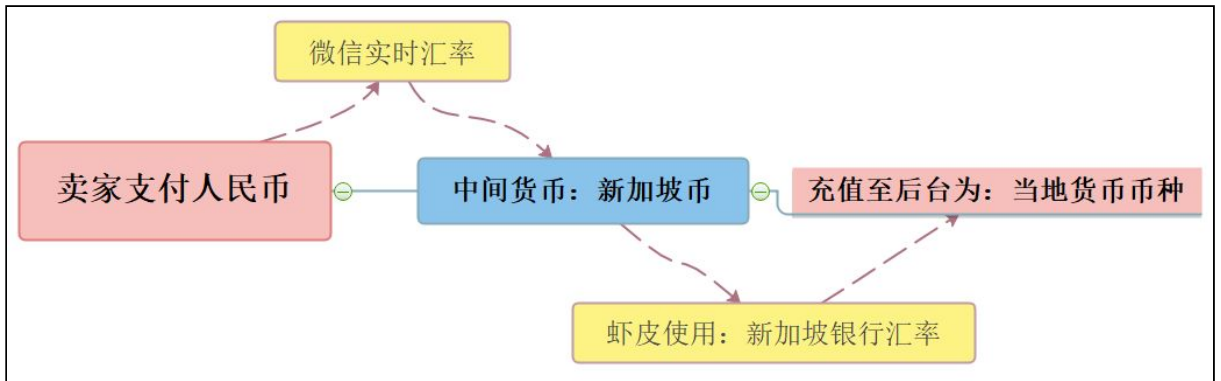 微信实时汇率
卖家支付人民币
中间货币：新加坡币
充值至后台为：当地货币币种
虾皮使用：新加坡银行汇率